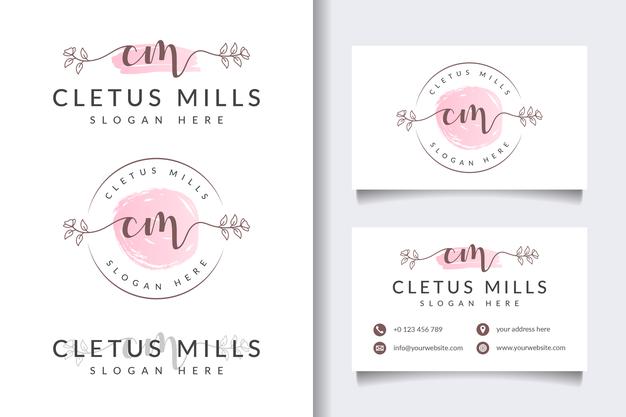 cm
CLETUS MILLS
SLOGAN HERE
CLETUS MILLS
cm
SLOGAN HERE
cm
CLETUS MILLS
SLOGAN HERE
CLETUS MILLS
cm
SLOGAN HERE
cm
CLETUS MILLS
SLOGAN HERE
+0 123 456 789
your address here
info@yourwebsite.com
www.yourwebsite.com